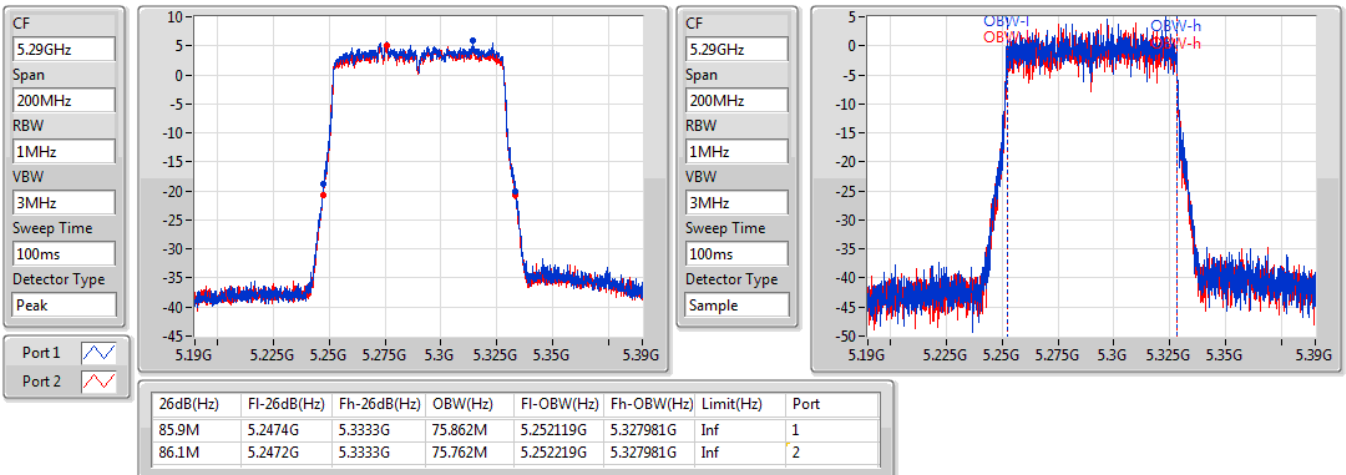 CF
5.29GHz
Span
200MHz
RBW
1MHz
VBW
3MHz
Sweep Time
100ms
Detector Type
Peak
10
5
0
-5
-10
-15
-20
-25
-30
-35
-40
-45
5.19G 5.225G 5.25G 5.275G 5.3G 5.325G 5.35G 5.39G
CF
5.29GHz
Span
200MHz
RBW
1MHz
VBW
3MHz
Sweep Time
100ms
Detector Type
Sample
5
0
-5
-10
-15
-20
-25
-30
-35
-40
-45
-50
OBW-l OBW-h
OBW-h
5.19G 5.225G 5.25G 5.275G 5.3G 5.325G 5.35G 5.39G
Port 1
Port 2
26dB(Hz) Fl-26dB(Hz) Fh-26dB(Hz) OBW(Hz) Fl-OBW(Hz) Fh-OBW(Hz) Limit(Hz) Port
85.9M 5.2474G 5.3333G 75.862M 5.252119G 5.327981G Inf 1
86.1M 5.2472G 5.3333G 75.762M 5.252219G 5.327981G Inf 2